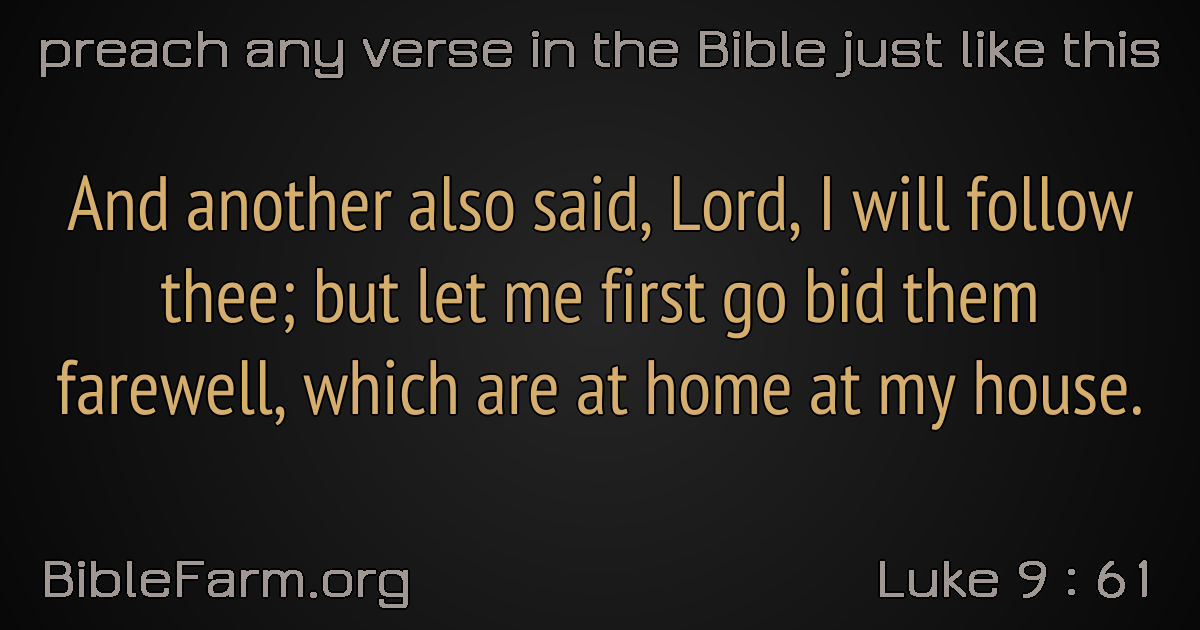 preach any verse in the Bible just like this
And another also said, Lord, I will follow
thee; but let me first go bid them
farewell, which are at home at my house.
BibleFarm.org
Luke 9 : 61